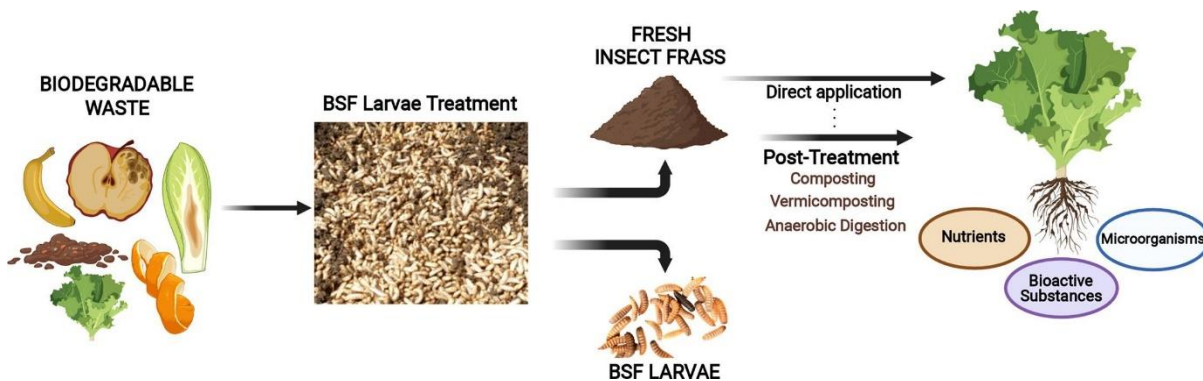 BIODEGRADABLE
WASTE
BSF Larvae Treatment
FRESH
INSECT FRASS
BSF LARVAE
Direct application
Post-Treatment
Composting
Vermicomposting
Anaerobic Digestion
Nutrients
Microorganisms
Bioactive
Substances